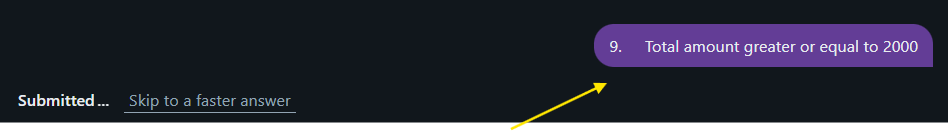 9. Total amount greater or equal to 2000
Submitted ... Skip to a faster answer